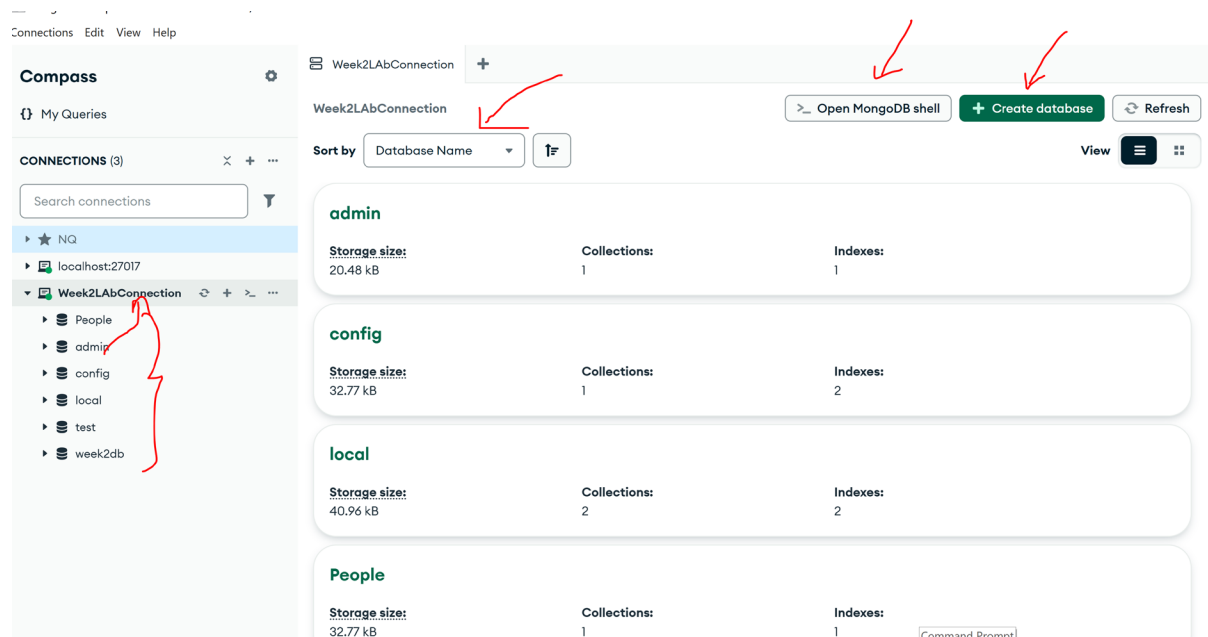 Connections Edit View Help
Compass
My Queries
CONNECTIONS (3)
Search connections
NQ
localhost:27017
Week2LAbConnection
People
admin
config
local
test
week2db
Week2LAbConnection
Week2LAbConnection
>_ Open MongoDB shell
+ Create database
Refresh
Sort by
Database Name
View
admin
Storage size: Collections: Indexes:
20.48 kB 1 1
config
Storage size: Collections: Indexes:
32.77 kB 1 2
local
Storage size: Collections: Indexes:
40.96 kB 2 2
People
Storage size: Collections: Indexes:
32.77 kB 1 1
Command Prompt